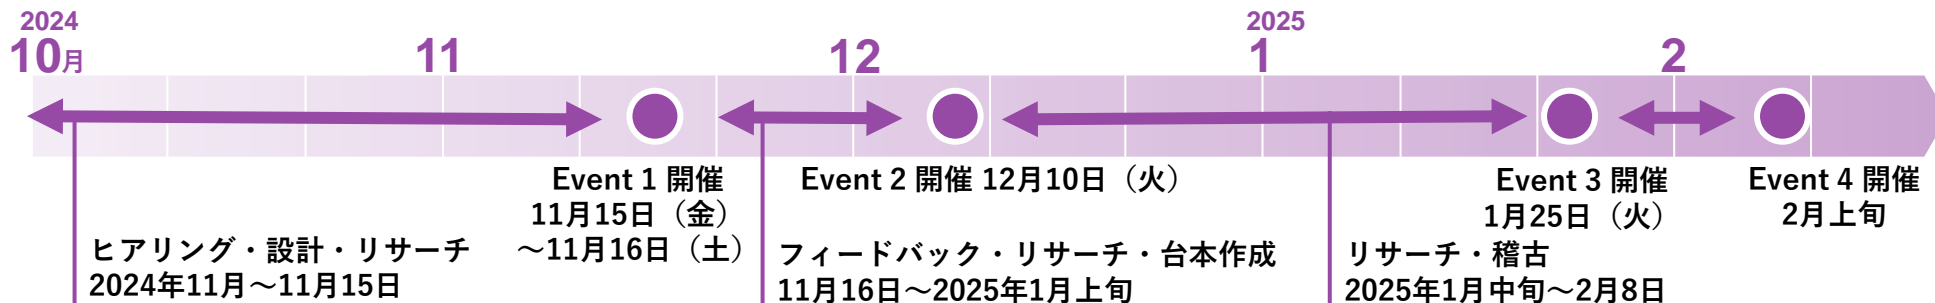 2024
10月
11
12
2025
1
2
Event 1 開催
11月15日（金）
〜11月16日（土）
Event 2 開催 12月10日（火）
Event 3 開催
1月25日（火）
Event 4 開催
2月上旬
ヒアリング・設計・リサーチ
2024年11月〜11月15日
フィードバック・リサーチ・台本作成
11月16日〜2025年1月上旬
リサーチ・稽古
2025年1月中旬〜2月8日